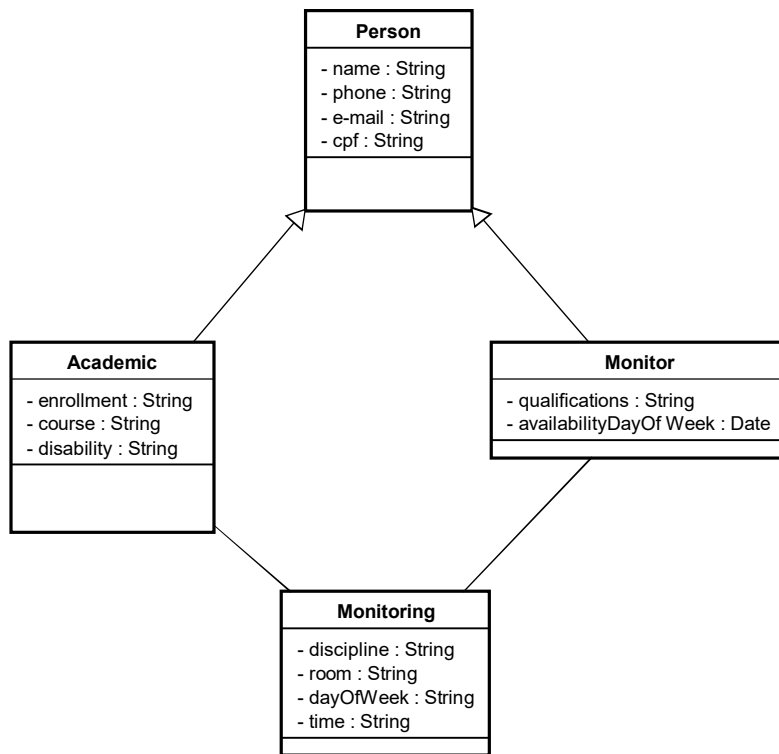 Person
- name : String
- phone : String
- e-mail : String
- cpf : String
Academic
- enrollment : String
- course : String
- disability : String
Monitor
- qualifications : String
- availabilityDayOf Week : Date
Monitoring
- discipline : String
- room : String
- dayOfWeek : String
- time : String